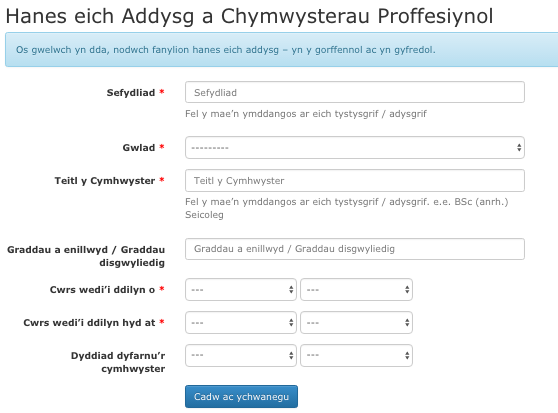 Hanes eich Addysg a Chymwysterau Proffesiynol
Os gwelwch yn dda, nodwch fanylion hanes eich addysg – yn y gorffennol ac yn gyfredol.
Sefydliad *
Sefydliad
Fel y mae'n ymddangos ar eich tystysgrif / adysgrif
Gwlad *
---------
Teitl y Cymhwyster *
Teitl y Cymhwyster
Fel y mae'n ymddangos ar eich tystysgrif / adysgrif. e.e. BSc (anrh.)
Seicoleg
Graddau a enillwyd / Graddau
disgwyliedig
Graddau a enillwyd / Graddau disgwyliedig
Cwrs wedi'i ddilyn o *
--- ---
Cwrs wedi'i ddilyn hyd at *
--- ---
Dyddiad dyfarnu'r
cymhwyster
--- ---
Cadw ac ychwanegu